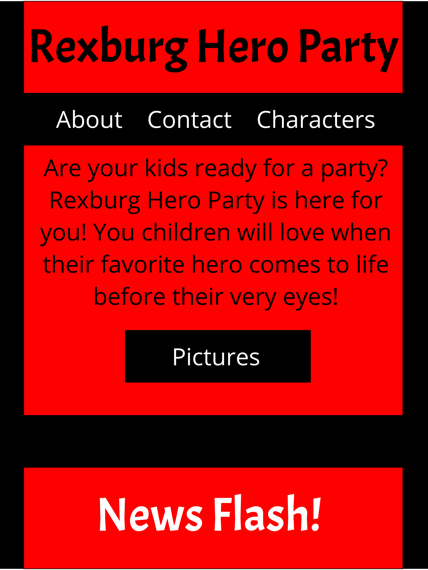 Rexburg Hero Party
About Contact Characters
Are your kids ready for a party?
Rexburg Hero Party is here for
you! You children will love when
their favorite hero comes to life
before their very eyes!
Pictures
News Flash!